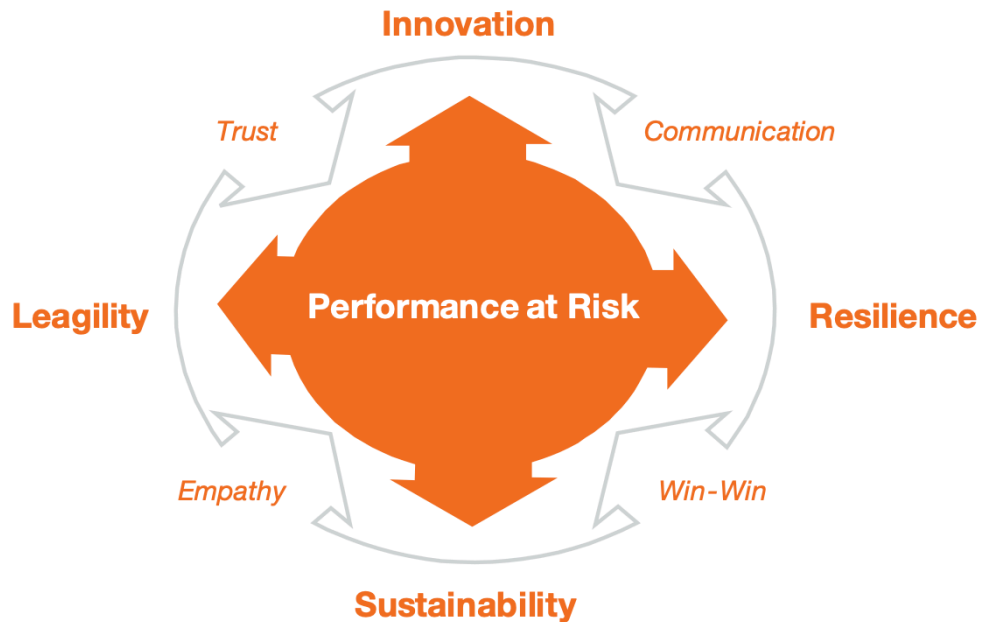 Innovation
Trust
Communication
Leagility
Performance at Risk
Resilience
Empathy
Win-Win
Sustainability